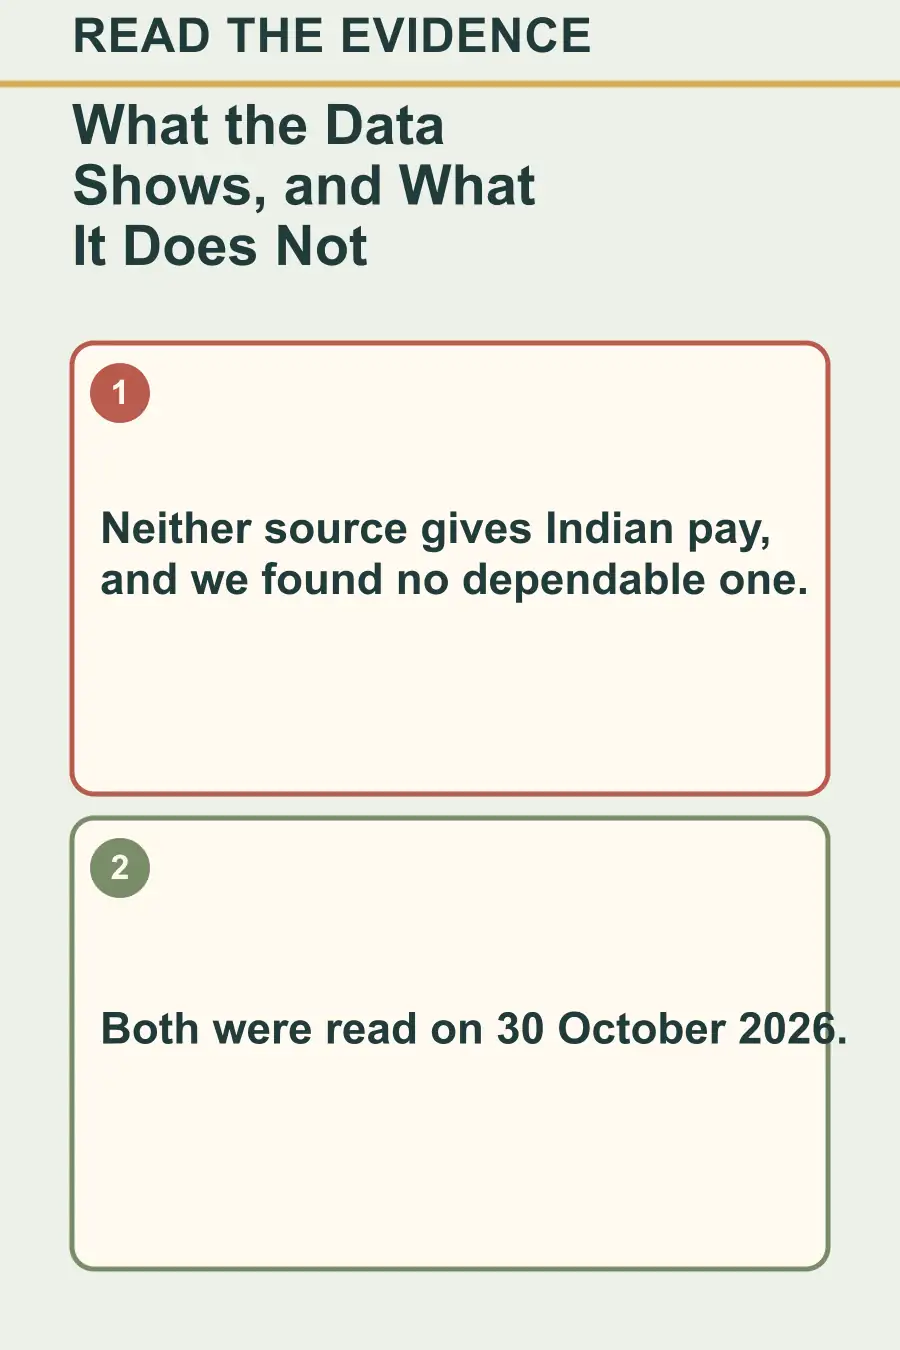 READ THE EVIDENCE
What the Data
Shows, and What
It Does Not
1
Neither source gives Indian pay,
and we found no dependable one.
2
Both were read on 30 October 2026.